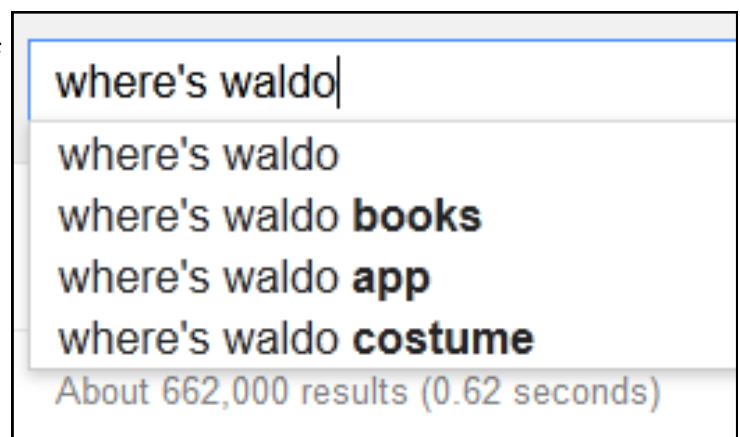 where's waldo
where's waldo
where's waldo books
where's waldo app
where's waldo costume
About 662,000 results (0.62 seconds)